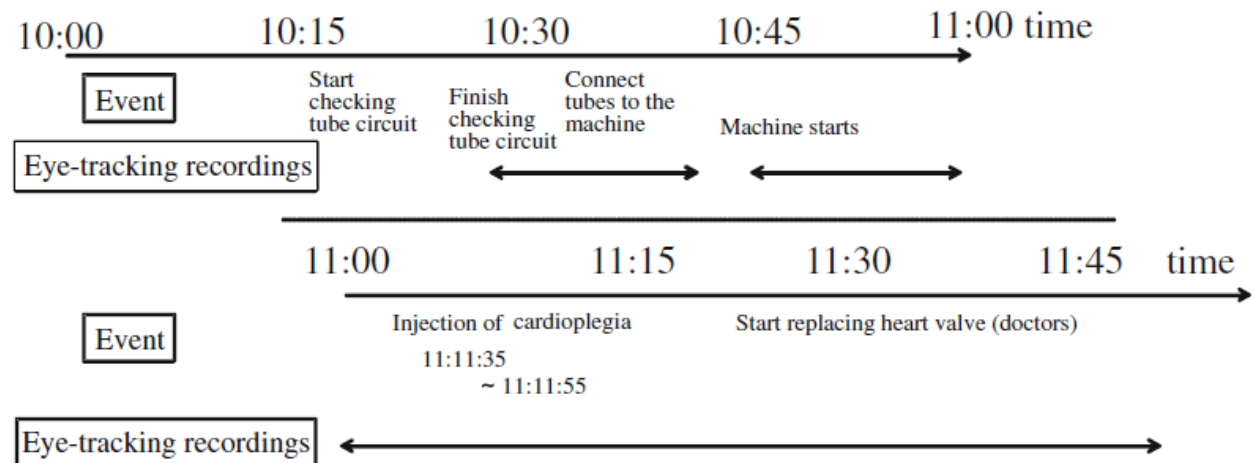 10:00 10:15 10:30 10:45 11:00 time
Event
Start
checking
tube circuit
Finish
checking
tube circuit
Connect
tubes to the
machine
Machine starts
Eye-tracking recordings
11:00 11:15 11:30 11:45 time
Event
Injection of cardioplegia
11:11:35
~ 11:11:55
Start replacing heart valve (doctors)
Eye-tracking recordings